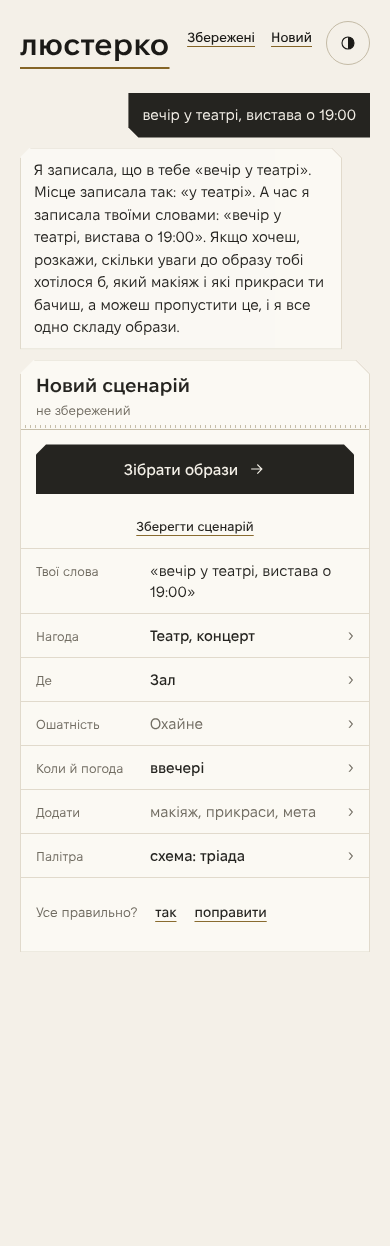 люстерко
Збережені
Новий
вечір у театрі, вистава о 19:00
Я записала, що в тебе «вечір у театрі».
Місце записала так: «у театрі». А час я
записала твоїми словами: «вечір у
театрі, вистава о 19:00». Якщо хочеш,
розкажи, скільки уваги до образу тобі
хотілося б, який макіяж і які прикраси ти
бачиш, а можеш пропустити це, і я все
одно складу образи.
Новий сценарій
не збережений
Зібрати образи →
Зберегти сценарій
Твої слова
«вечір у театрі, вистава о
19:00»
Нагода
Театр, концерт
Де
Зал
Ошатність
Охайне
Коли й погода
ввечері
Додати
макіяж, прикраси, мета
Палітра
схема: тріада
Усе правильно? так поправити